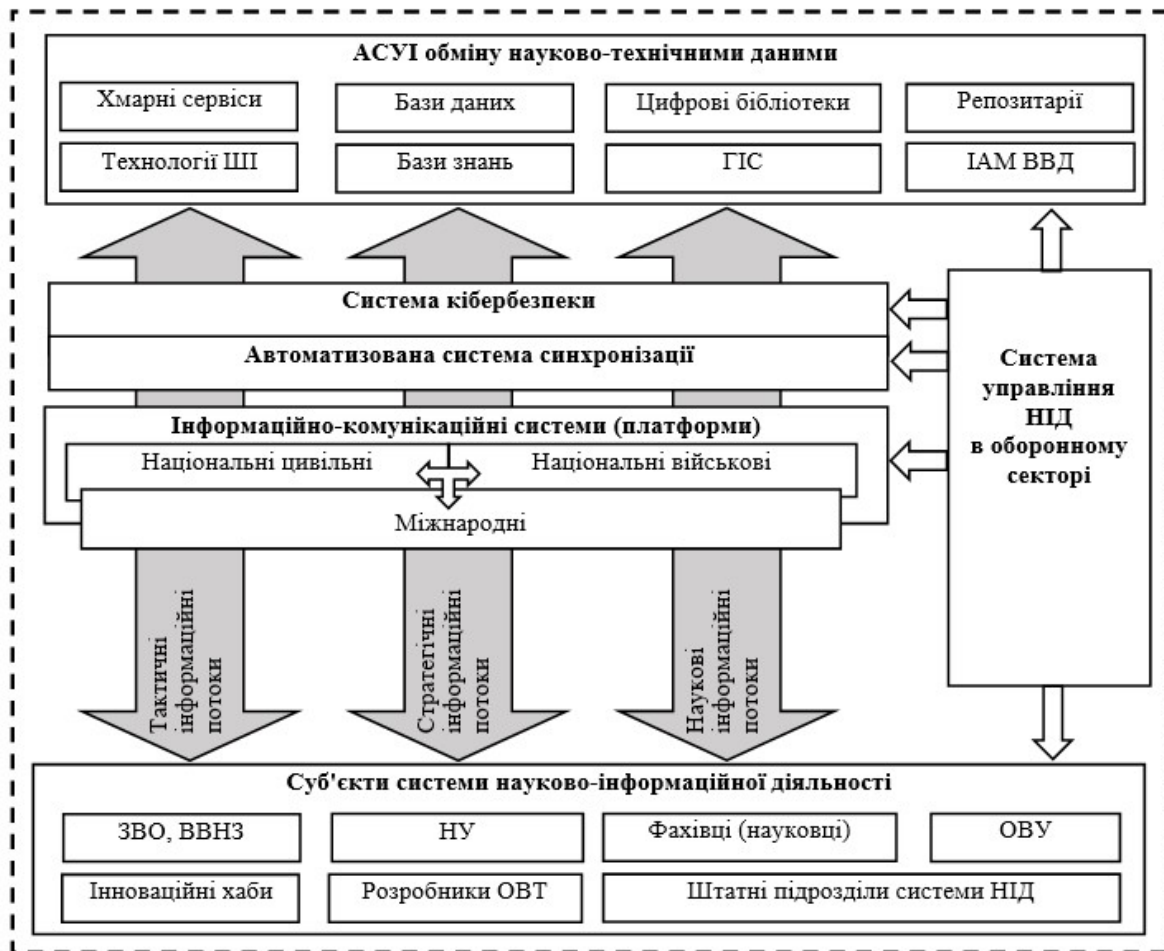 АСУІ обміну науково-технічними даними
Хмарні сервіси
Бази даних
Цифрові бібліотеки
Репозитарії
Технології ШІ
Бази знань
ГІС
ІАМ ВВД
Система кібербезпеки
Автоматизована система синхронізації
Інформаційно-комунікаційні системи (платформи)
Національні цивільні
Національні військові
Міжнародні
Система
управління
НІД
в оборонному
секторі
Тактичні
інформаційні
потоки
Стратегічні
інформаційні
потоки
Наукові
інформаційні
потоки
Суб'єкти системи науково-інформаційної діяльності
ЗВО, ВВНЗ
НУ
Фахівці (науковці)
ОВУ
Інноваційні хаби
Розробники ОВТ
Штатні підрозділи системи НІД